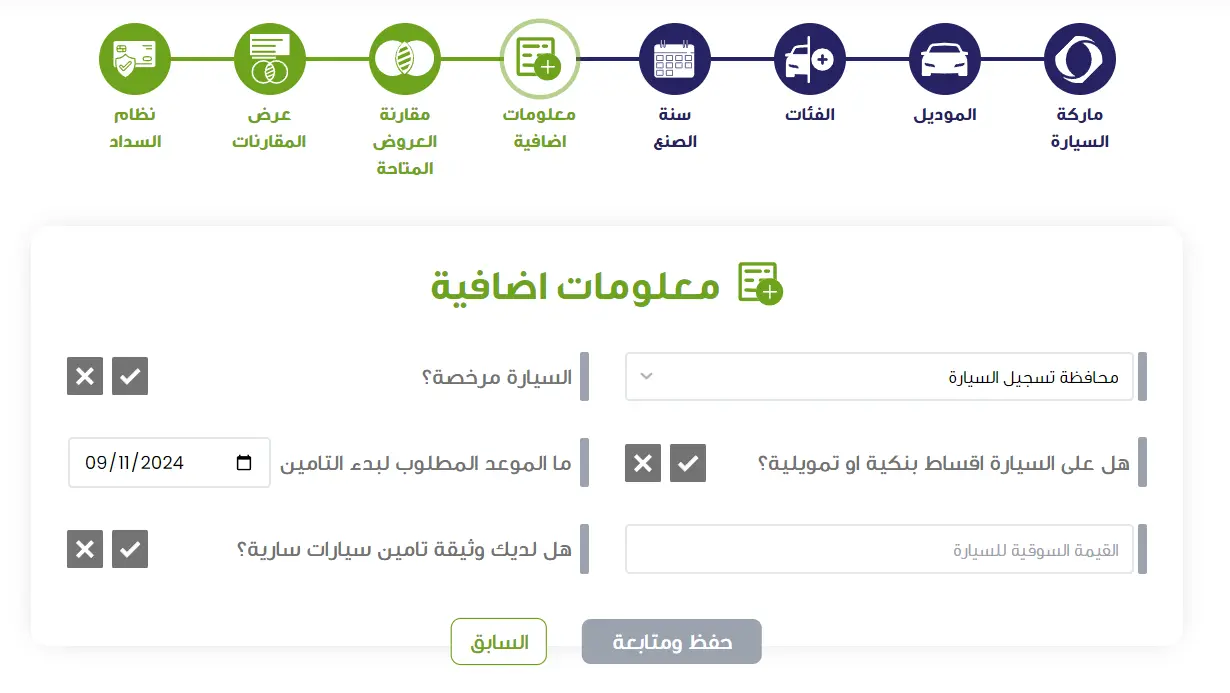 ماركة
السيارة
الموديل
الفئات
سنة
الصنع
معلومات
اضافية
مقارنة
العروض
المتاحة
عرض
المقارنات
نظام
السداد
معلومات اضافية
محافظة تسجيل السيارة
السيارة مرخصة؟
هل على السيارة اقساط بنكية او تمويلية؟
ما الموعد المطلوب لبدء التامين
09/11/2024
القيمة السوقية للسيارة
هل لديك وثيقة تامين سيارات سارية؟
حفظ ومتابعة
السابق